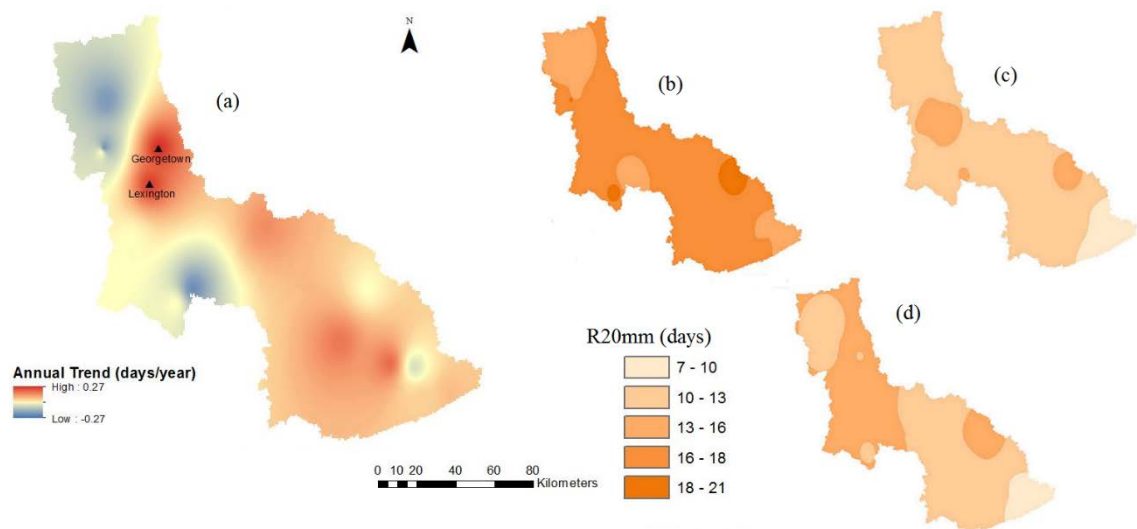 N
(a)
Georgetown
Lexington
(b)
(c)
(d)
Annual Trend (days/year)
High : 0.27
Low : -0.27
0 10 20 40 60 80
Kilometers
R20mm (days)
7 - 10
10 - 13
13 - 16
16 - 18
18 - 21